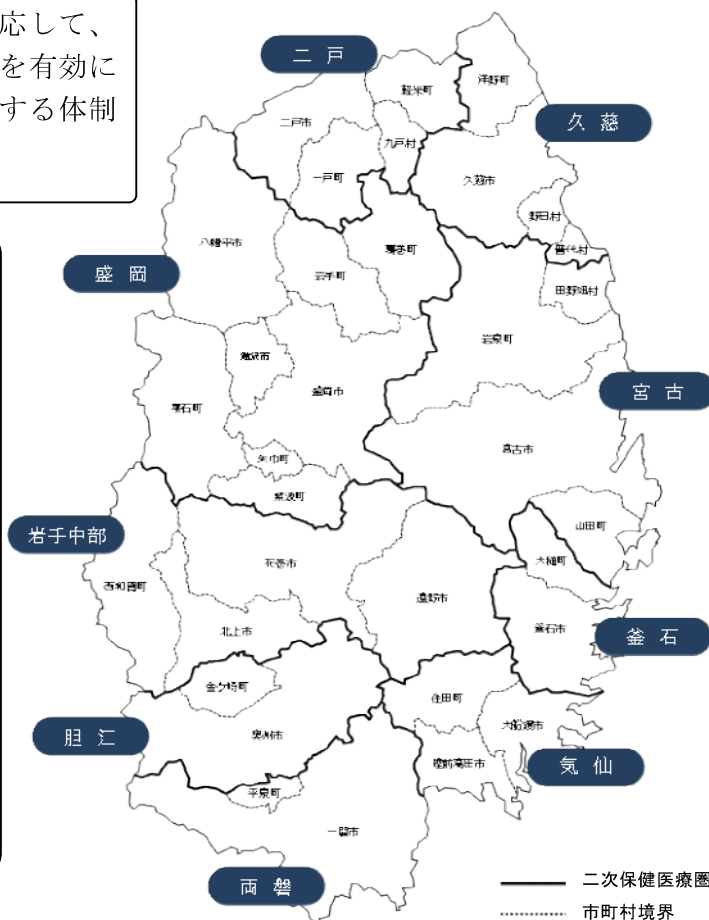 応して、
を有効に
する体制
二戸
軽米町
洋野町
久慈
二戸市
九戸村
一戸町
久慈市
野田村
普代村
八幡平市
葛巻町
盛岡
岩手町
田野畑村
岩泉町
滝沢市
盛岡市
雫石町
宮古
宮古市
矢巾町
紫波町
山田町
岩手中部
大槌町
花巻市
西和賀町
遠野市
北上市
釜石市
釜石
金ケ崎町
住田町
大船渡市
胆江
奥州市
陸前高田市
気仙
平泉町
一関市
両磐
二次保健医療圏
市町村境界